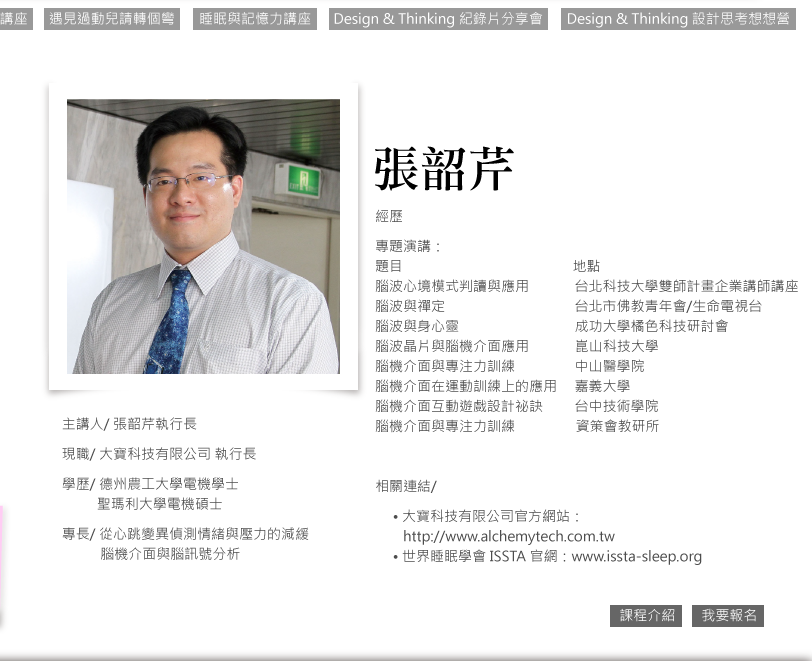 講座 遇見過動兒請轉個彎 睡眠與記憶力講座 Design & Thinking 紀錄片分享會 Design & Thinking 設計思考想想營
張韶芹
經歷
專題演講：
題目 地點
腦波心境模式判讀與應用 台北科技大學雙師計畫企業講師講座
腦波與禪定 台北市佛教青年會/生命電視台
腦波與身心靈 成功大學橘色科技研討會
腦波晶片與腦機介面應用 崑山科技大學
腦機介面與專注力訓練 中山醫學院
腦機介面在運動訓練上的應用 嘉義大學
腦機介面互動遊戲設計祕訣 台中技術學院
腦機介面與專注力訓練 資策會教研所
主講人/ 張韶芹執行長
現職/ 大寶科技有限公司 執行長
學歷/ 德州農工大學電機學士
聖瑪利大學電機碩士
專長/ 從心跳變異偵測情緒與壓力的減緩
腦機介面與腦訊號分析
相關連結/
• 大寶科技有限公司官方網站：
http://www.alchemytech.com.tw
• 世界睡眠學會 ISSTA 官網：www.issta-sleep.org
課程介紹 我要報名